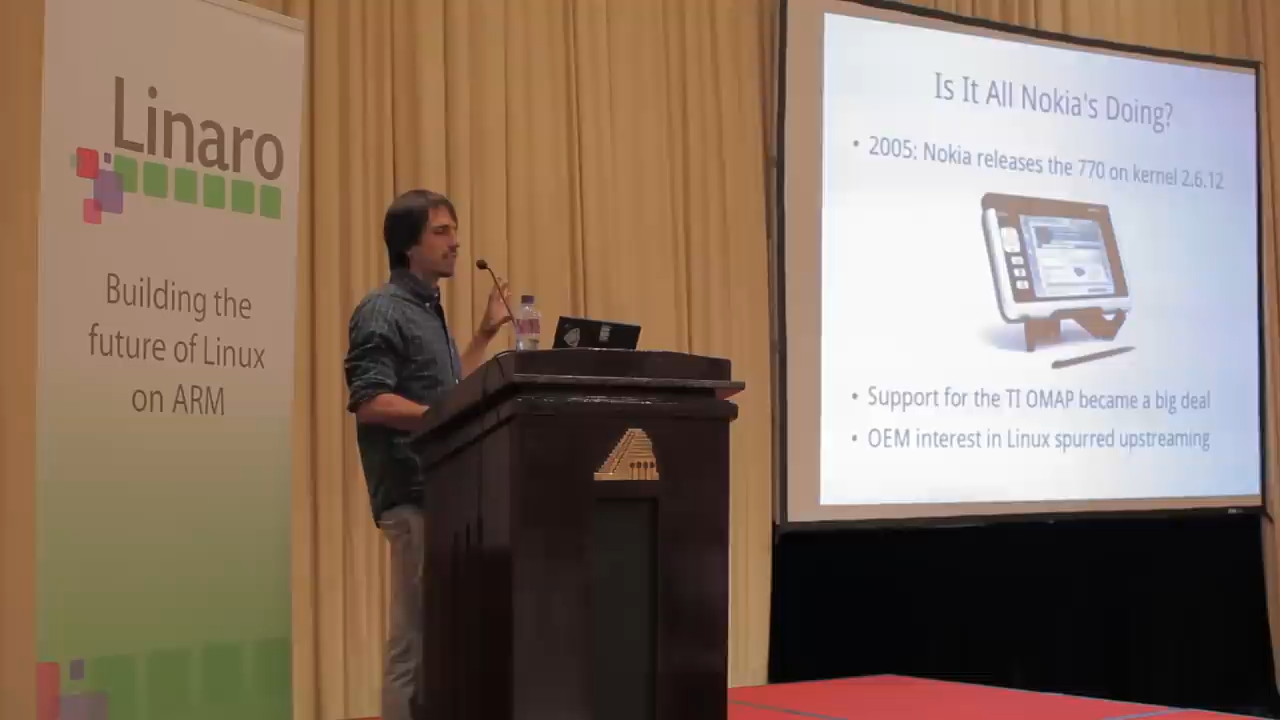 Linaro
Building the
future of Linux
on ARM
Is It All Nokia's Doing?
• 2005: Nokia releases the 770 on kernel 2.6.12
• Support for the TI OMAP became a big deal
• OEM interest in Linux spurred upstreaming